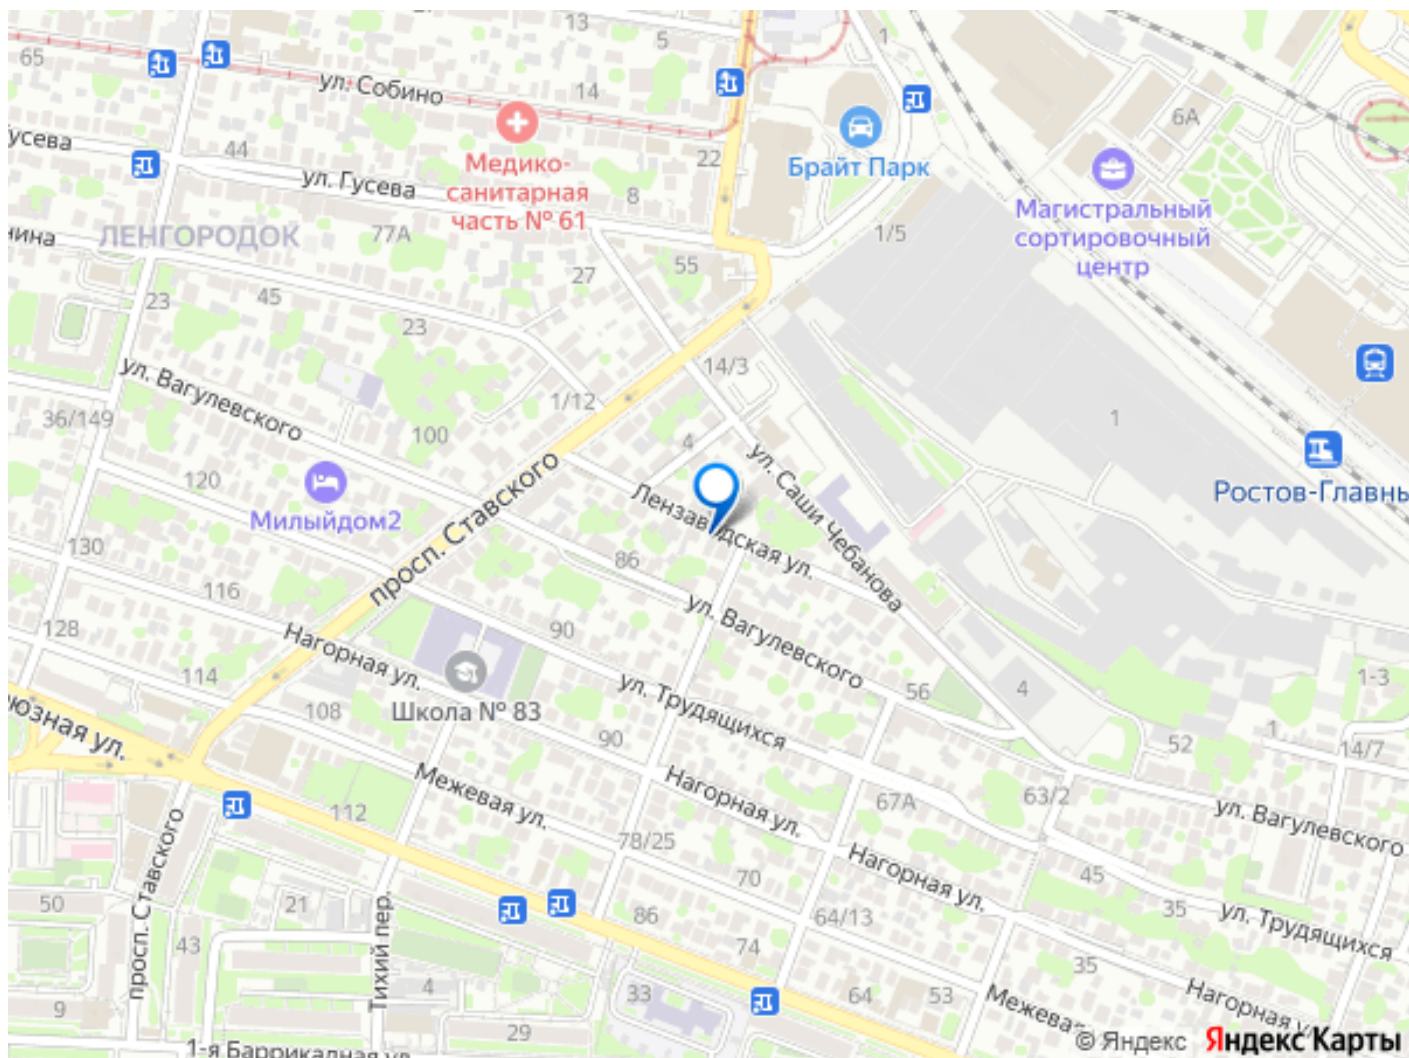 13
5
1
65
ул. Собино
14
6А
Гусева
44
Медико-
санитарная
часть № 61
22
Брайт Парк
ул. Гусева
8
Магистральный
сортировочный
центр
ЛЕНГОРОДОК
77А
1/5
27
55
23
45
23
14/3
ул. Вагулевского
1/12
36/149
100
4
1
просп. Ставского
ул. Саши Чебанова
120
Милыйдом2
Лензаводская ул.
Ростов-Главны
130
86
116
ул. Вагулевского
128
Нагорная ул.
90
114
Школа № 83
ул. Трудящихся
56
4
1-3
108
90
52
1
14/7
юзная ул.
Межевая ул.
112
Нагорная ул.
67А
63/2
ул. Вагулевского
просп. Ставского
78/25
70
Нагорная ул.
45
50
21
Тихий пер.
86
64/13
35
ул. Трудящихся
43
74
35
4
33
64
53
Межевая
Нагорная ул.
9
29
1-я Баррикадная ул.
© Яндекс Яндекс Карты